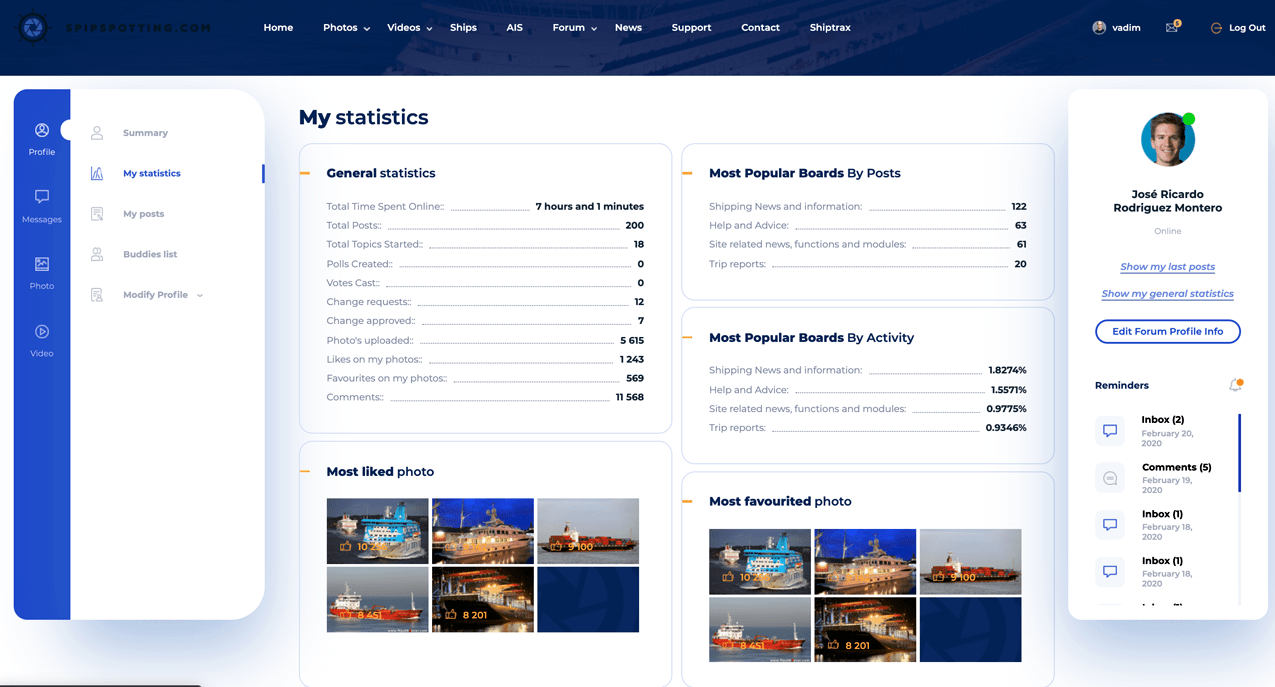 SPIPSPOTTING.COM
Home Photos Videos Ships AIS Forum News Support Contact Shiptrax
vadim
5
Log Out
Profile
Messages
Photo
Video
Summary
My statistics
My posts
Buddies list
Modify Profile
My statistics
General statistics
Total Time Spent Online:: 7 hours and 1 minutes
Total Posts:: 200
Total Topics Started:: 18
Polls Created:: 0
Votes Cast:: 0
Change requests:: 12
Change approved:: 7
Photo's uploaded:: 5 615
Likes on my photos:: 1 243
Favourites on my photos:: 569
Comments:: 11 568
Most liked photo
9 100
8 451
8 201
Most Popular Boards By Posts
Shipping News and information: 122
Help and Advice: 63
Site related news, functions and modules: 61
Trip reports: 20
Most Popular Boards By Activity
Shipping News and information: 1.8274%
Help and Advice: 1.5571%
Site related news, functions and modules: 0.9775%
Trip reports: 0.9346%
Most favourited photo
9 100
8 451
8 201
José Ricardo
Rodriguez Montero
Online
Show my last posts
Show my general statistics
Edit Forum Profile Info
Reminders
Inbox (2)
February 20,
2020
Comments (5)
February 19,
2020
Inbox (1)
February 18,
2020
Inbox (1)
February 18,
2020